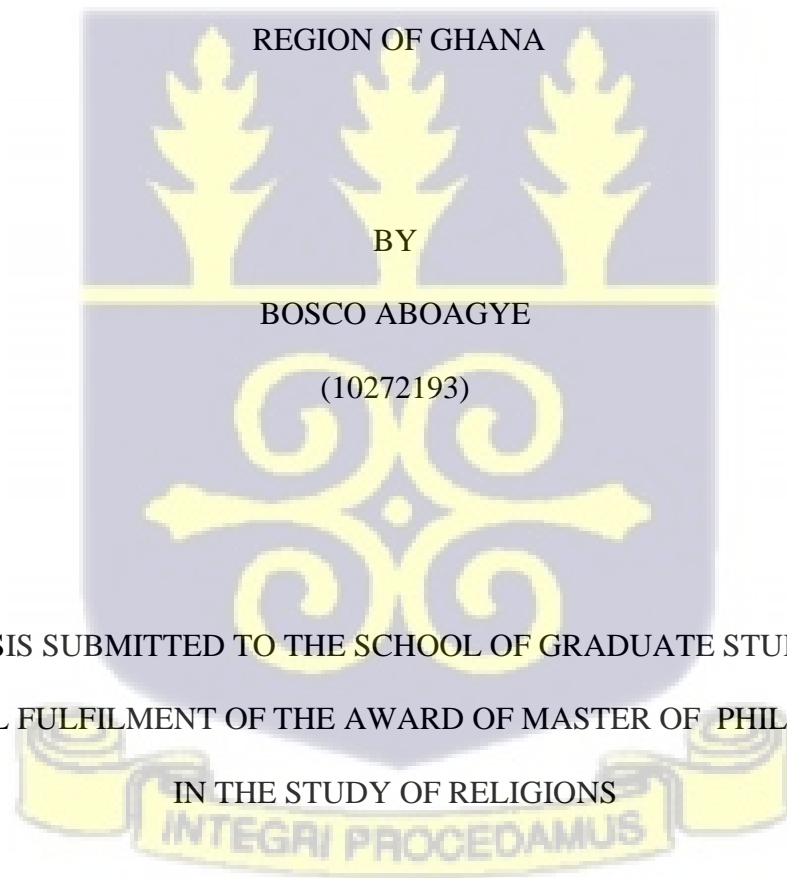 REGION OF GHANA
BY
BOSCO ABOAGYE
(10272193)
SIS SUBMITTED TO THE SCHOOL OF GRADUATE STU
L FULFILMENT OF THE AWARD OF MASTER OF PHIL
IN THE STUDY OF RELIGIONS
INTEGRI PROCEDAMUS